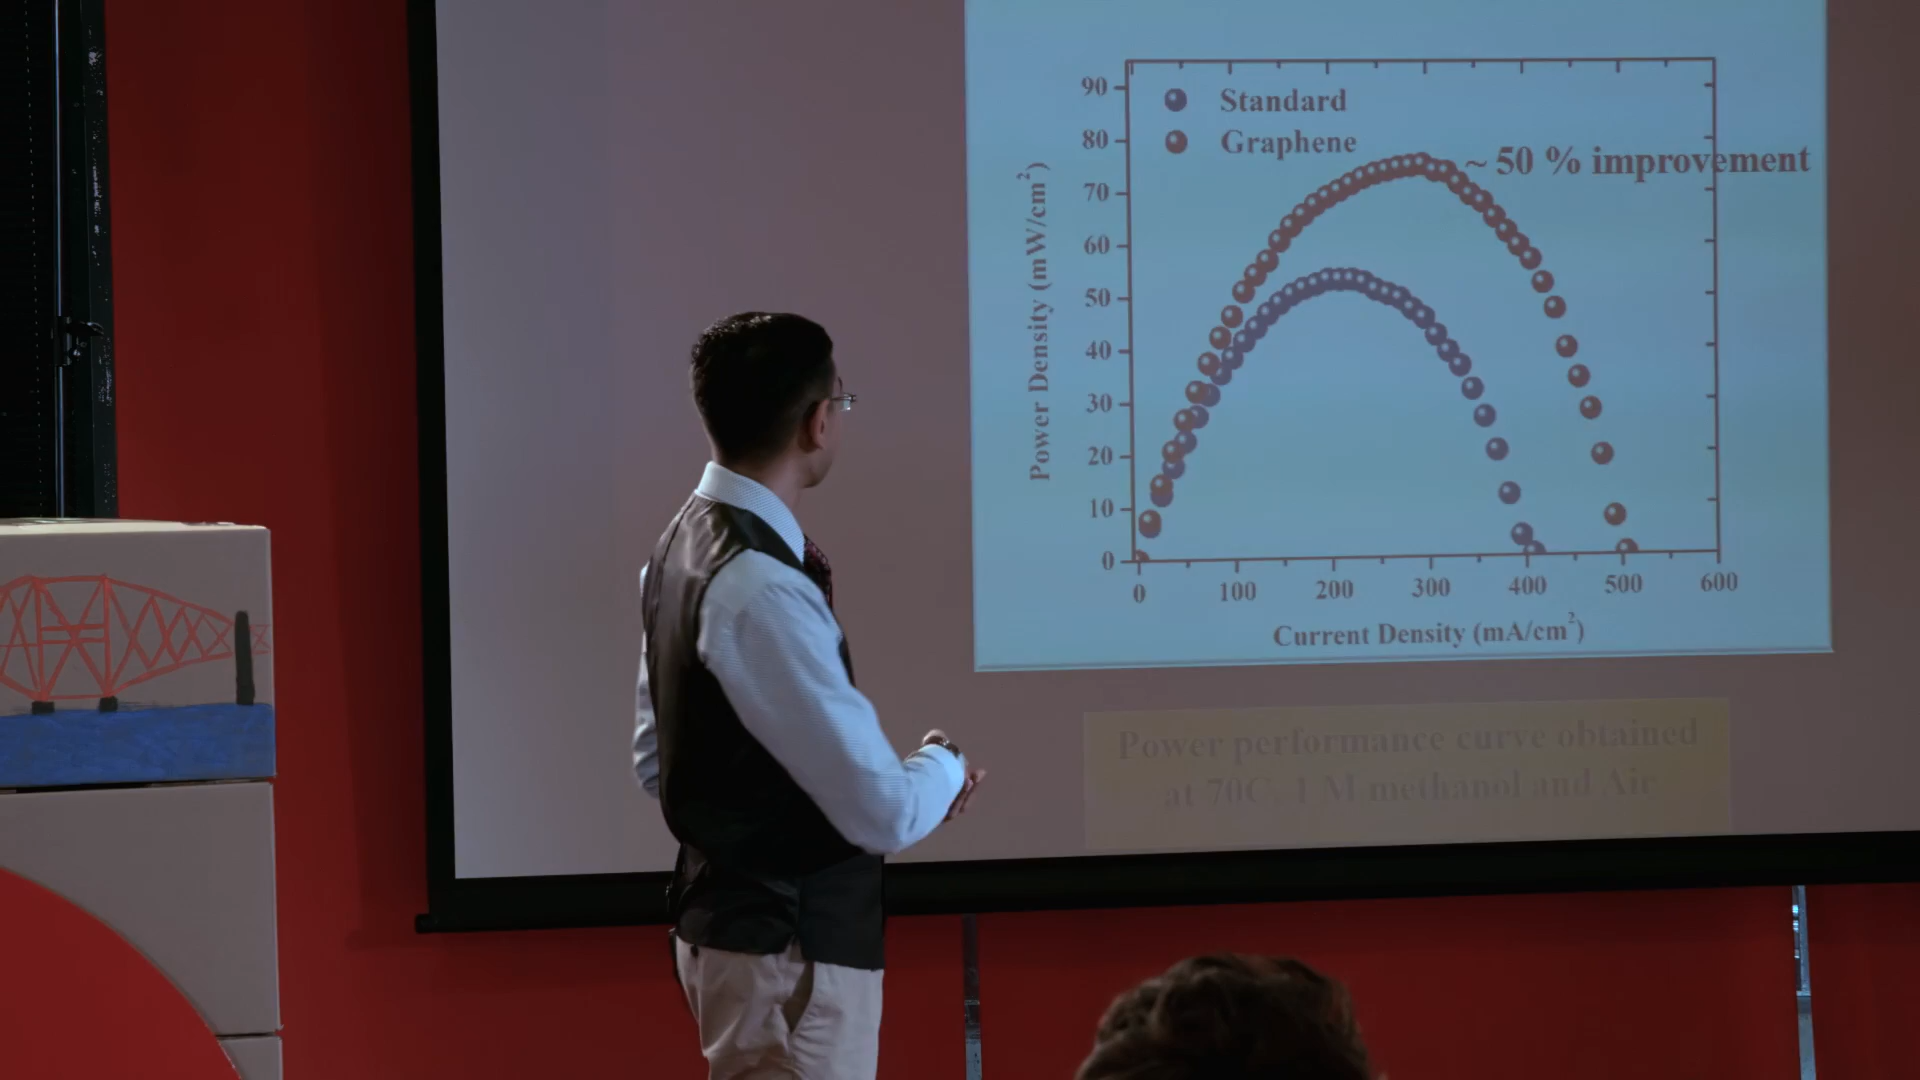 90
Standard
80
Graphene
~ 50 % improvement
70
60
50
40
30
20
10
0
Power Density (mW/cm²)
0 100 200 300 400 500 600
Current Density (mA/cm²)
Power performance curve obtained
at 70C, 1 M methanol and Air